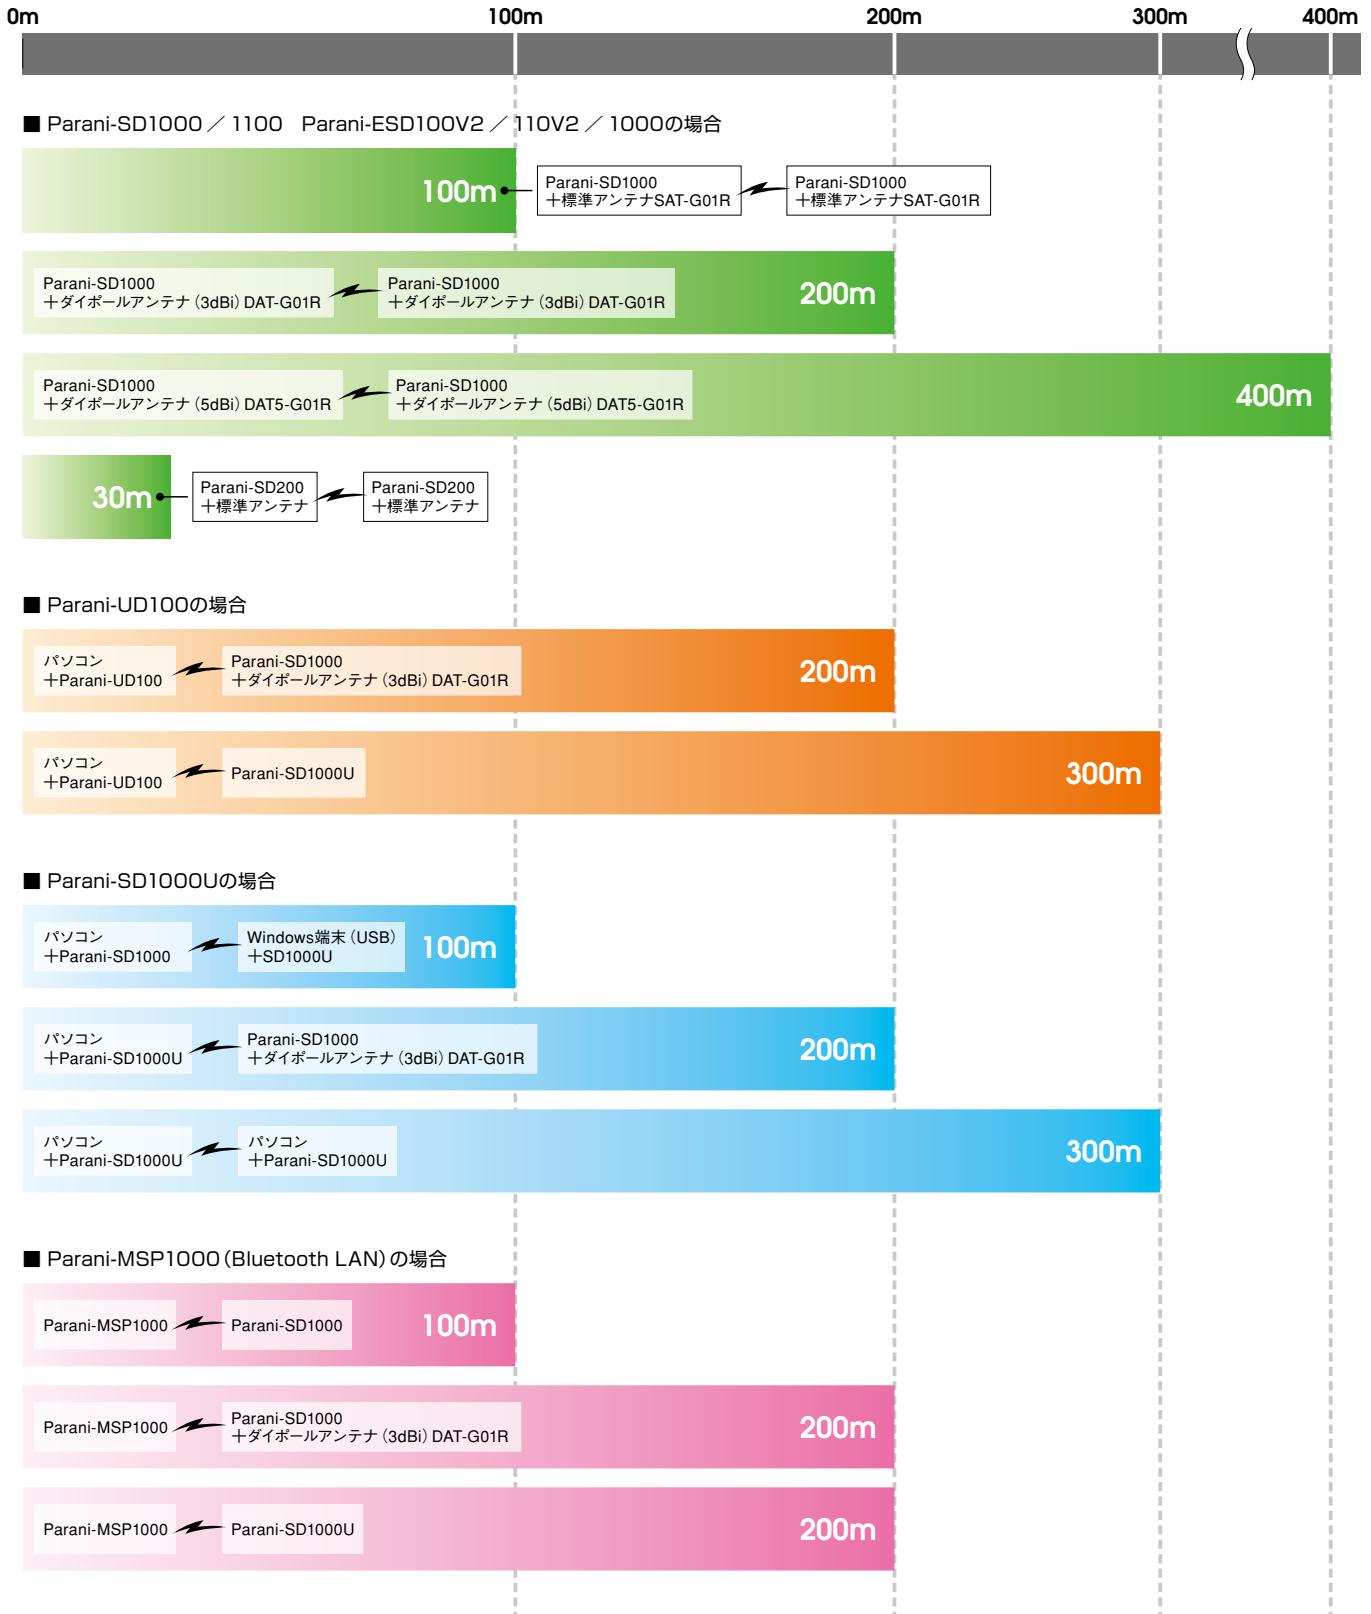 0m 100m 200m 300m 400m
■ Parani-SD1000 ／ 1100　Parani-ESD100V2 ／ 110V2 ／ 1000の場合
100m
Parani-SD1000
＋標準アンテナSAT-G01R
Parani-SD1000
＋標準アンテナSAT-G01R
Parani-SD1000
＋ダイポールアンテナ（3dBi）DAT-G01R
Parani-SD1000
＋ダイポールアンテナ（3dBi）DAT-G01R
200m
Parani-SD1000
＋ダイポールアンテナ（5dBi）DAT5-G01R
Parani-SD1000
＋ダイポールアンテナ（5dBi）DAT5-G01R
400m
30m
Parani-SD200
＋標準アンテナ
Parani-SD200
＋標準アンテナ
■ Parani-UD100の場合
パソコン
＋Parani-UD100
Parani-SD1000
＋ダイポールアンテナ（3dBi）DAT-G01R
200m
パソコン
＋Parani-UD100
Parani-SD1000U
300m
■ Parani-SD1000Uの場合
パソコン
＋Parani-SD1000
Windows端末（USB）
＋SD1000U
100m
パソコン
＋Parani-SD1000U
Parani-SD1000
＋ダイポールアンテナ（3dBi）DAT-G01R
200m
パソコン
＋Parani-SD1000U
パソコン
＋Parani-SD1000U
300m
■ Parani-MSP1000（Bluetooth LAN）の場合
Parani-MSP1000
Parani-SD1000
100m
Parani-MSP1000
Parani-SD1000
＋ダイポールアンテナ（3dBi）DAT-G01R
200m
Parani-MSP1000
Parani-SD1000U
200m